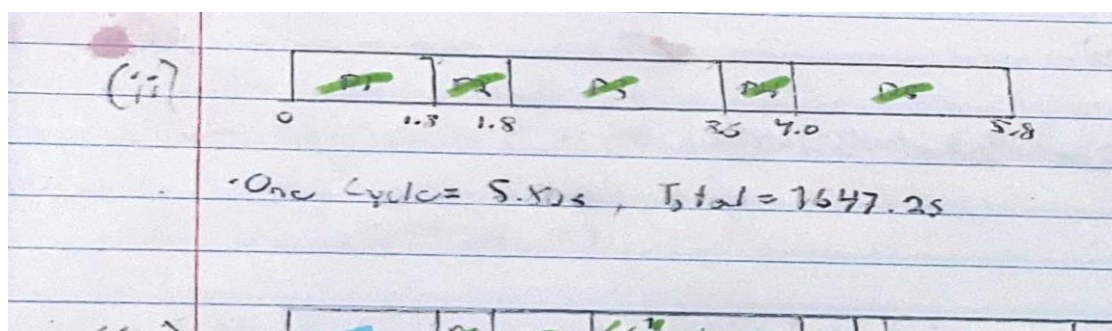 (ii)
P1 P2 P3 P4 P5
0 1.3 1.8 3.5 4.0 5.8
·One Cycle= 5.8s, Total = 1647.2s